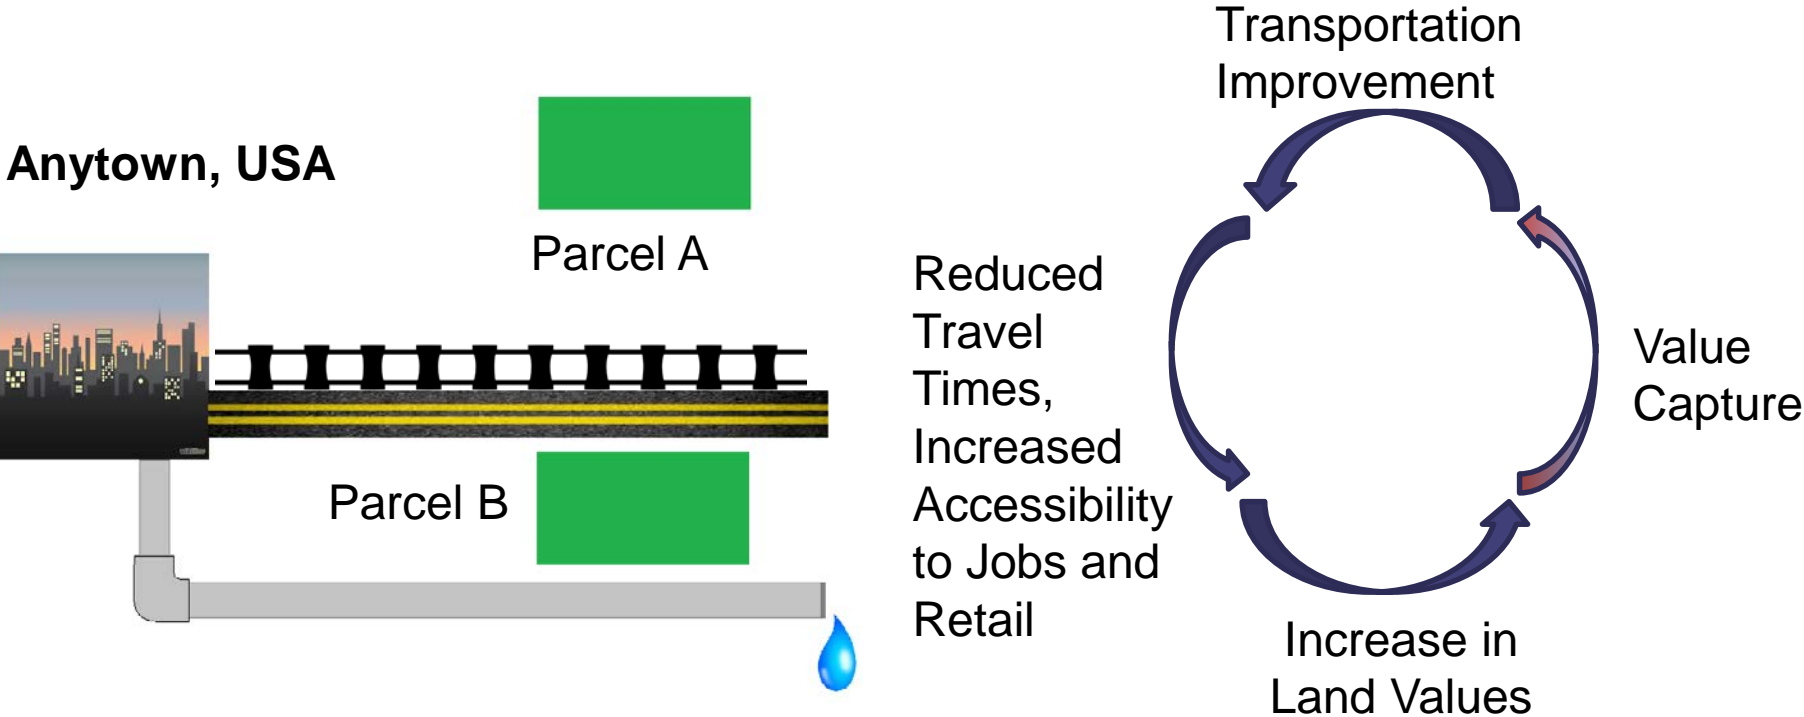 Anytown, USA
Parcel A
Parcel B
Transportation
Improvement
Reduced
Travel
Times,
Increased
Accessibility
to Jobs and
Retail
Value
Capture
Increase in
Land Values